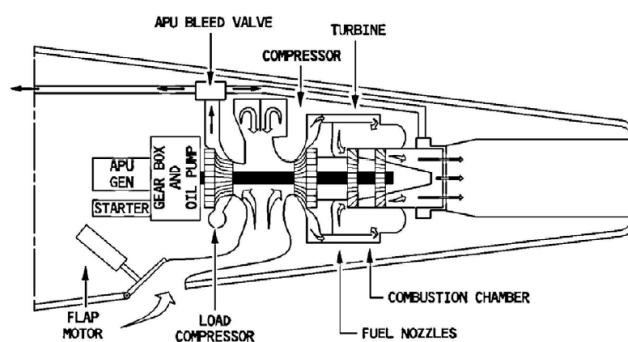 APU BLEED VALVE
TURBINE
COMPRESSOR
APU
GEN
STARTER
GEAR BOX
AND
OIL PUMP
FLAP
MOTOR
LOAD
COMPRESSOR
COMBUSTION CHAMBER
FUEL NOZZLES